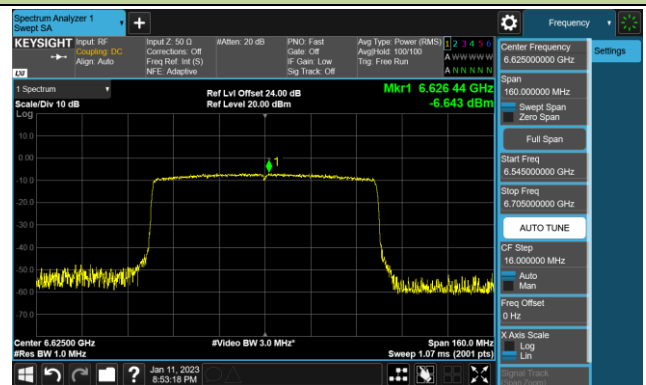 Spectrum Analyzer 1
Swept SA
Frequency
KEYSIGHT
Input: RF
Coupling: DC
Align: Auto
Input Z: 50 Ω
Corrections: Off
Freq Ref: Int (S)
NFE: Adaptive
#Atten: 20 dB
PNO: Fast
Gate: Off
IF Gain: Low
Sig Track: Off
Avg Type: Power (RMS)
Avg|Hold: 100/100
Trig: Free Run
1 2 3 4 5 6
A W W W W W
A N N N N N
LXI
Center Frequency
6.625000000 GHz
Settings
Span
160.000000 MHz
Swept Span
Zero Span
Full Span
Start Freq
6.545000000 GHz
Stop Freq
6.705000000 GHz
AUTO TUNE
CF Step
16.000000 MHz
Auto
Man
Freq Offset
0 Hz
X Axis Scale
Log
Lin
Signal Track
(Span Zoom)
1 Spectrum
Scale/Div 10 dB
Log
Ref Lvl Offset 24.00 dB
Ref Level 20.00 dBm
Mkr1 6.626 44 GHz
-6.643 dBm
1
10.0
0.00
-10.0
-20.0
-30.0
-40.0
-50.0
-60.0
-70.0
Center 6.62500 GHz
#Res BW 1.0 MHz
#Video BW 3.0 MHz*
Span 160.0 MHz
Sweep 1.07 ms (2001 pts)
Jan 11, 2023
8:53:18 PM